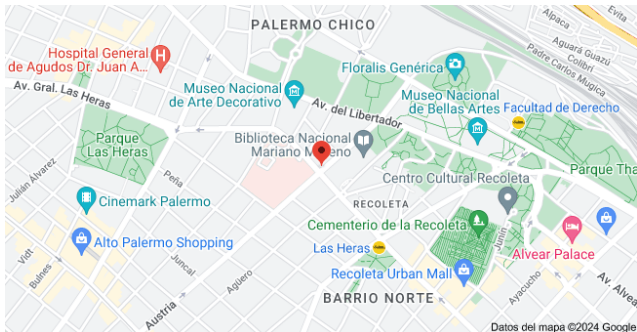 PALERMO CHICO
Alpaca
Evita
Aguará Guazú
Colibrí
Padre Carlos Mugica
Hospital General
de Agudos Dr. Juan A...
Floralis Genérica
Museo Nacional
de Arte Decorativo
Av. Gral. Las Heras
Av. del Libertador
Museo Nacional
de Bellas Artes
Facultad de Derecho
Parque
Las Heras
Biblioteca Nacional
Mariano Moreno
Julián Álvarez
Peña
Centro Cultural Recoleta
Parque Tha
Cinemark Palermo
RECOLETA
Cementerio de la Recoleta
Vidt
Alto Palermo Shopping
Juncal
Las Heras
Junín
Alvear Palace
Bulnes
Agüero
Recoleta Urban Mall
Ayacucho
Av. Alvea
Austria
BARRIO NORTE
Datos del mapa ©2024 Google